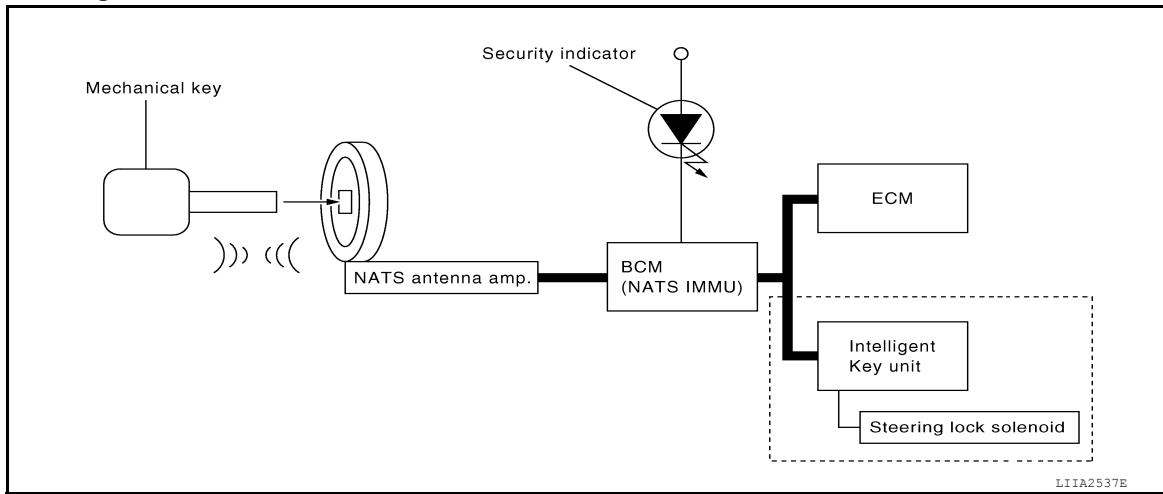 Security indicator
Mechanical key
ECM
NATS antenna amp.
BCM
(NATS IMMU)
Intelligent
Key unit
Steering lock solenoid
LIIA2537E